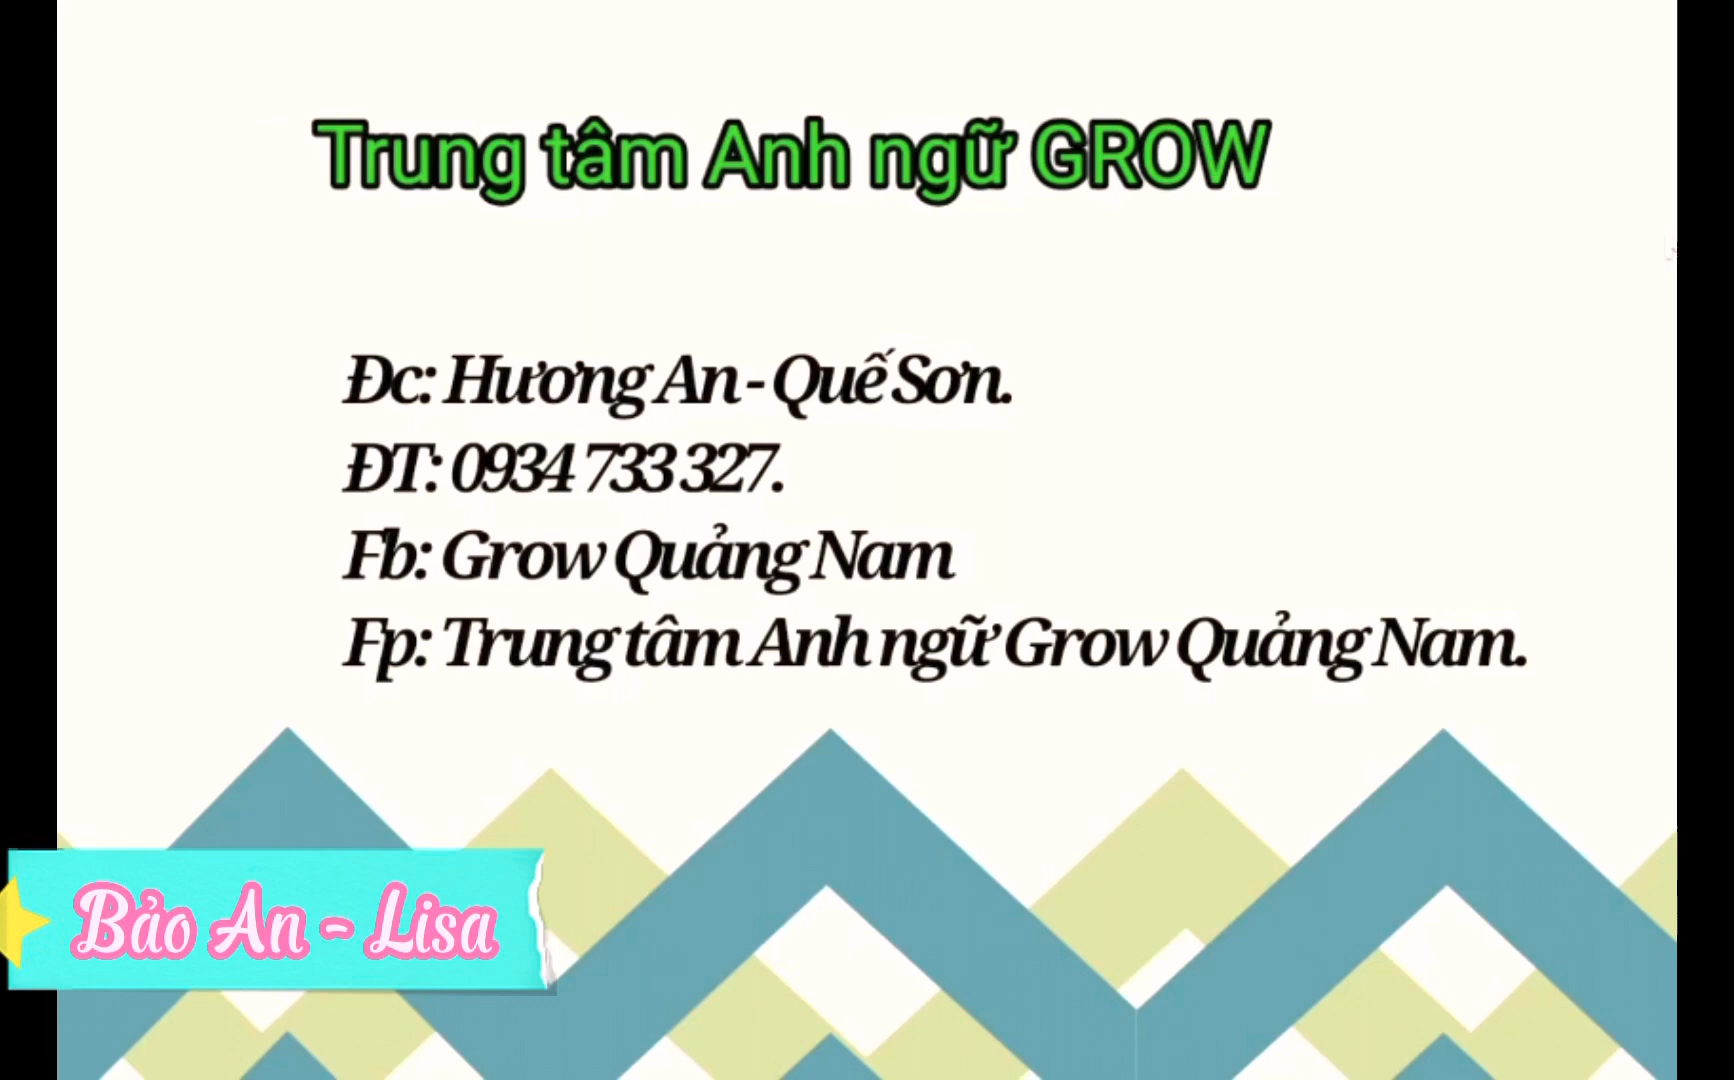 Trung tâm Anh ngữ GROW
Đc: Hương An - Quế Sơn.
ĐT: 0934 733 327.
Fb: Grow Quảng Nam
Fp: Trung tâm Anh ngữ Grow Quảng Nam.
Bảo An - Lisa